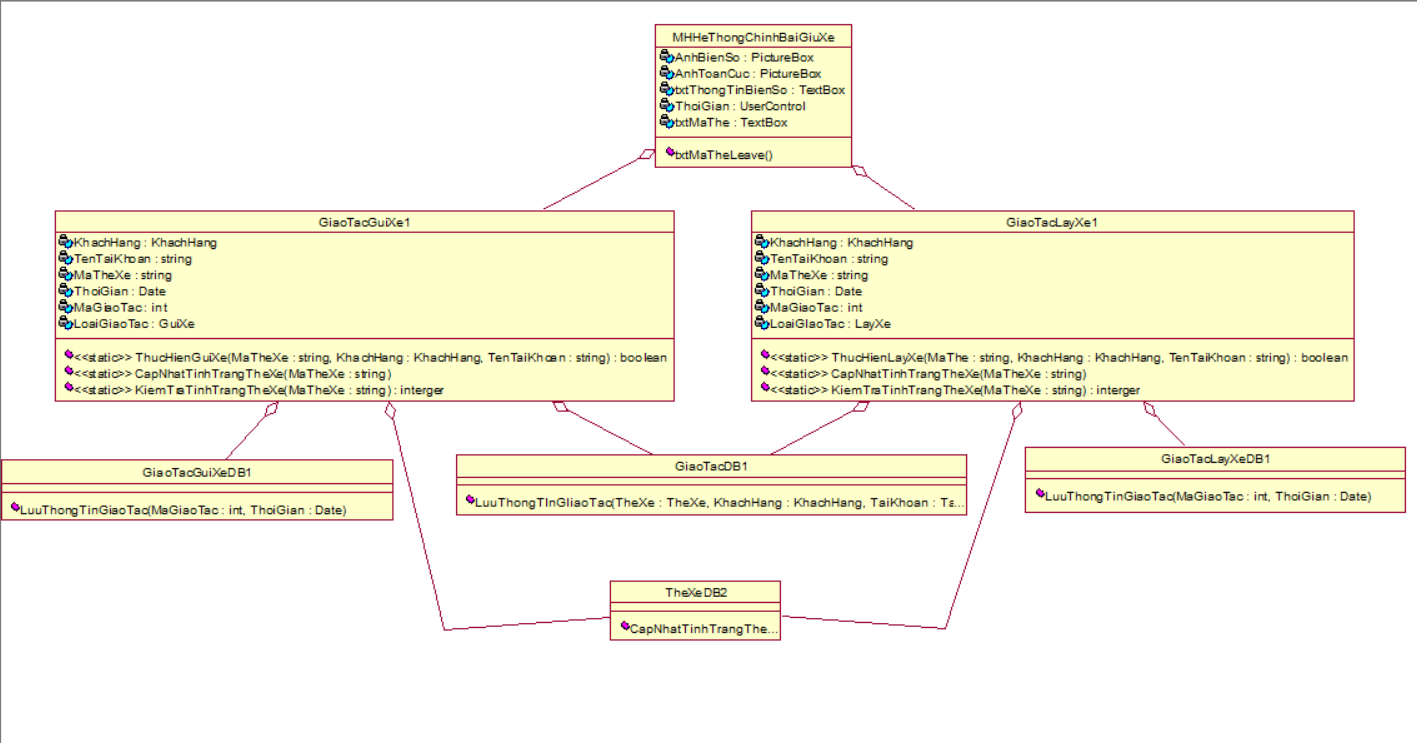 MHHeThongChinhBaiGiuXe
AnhBienSo : PictureBox
AnhToanCuc : PictureBox
txtThongTinBienSo : TextBox
ThoiGian : UserControl
txtMaThe : TextBox
txtMaTheLeave()
GiaoTacGuiXe1
KhachHang : KhachHang
TenTaiKhoan : string
MaTheXe : string
ThoiGian : Date
MaGiaoTac : int
LoaiGiaoTac : GuiXe
<<static>> ThucHienGuiXe(MaTheXe : string, KhachHang : KhachHang, TenTaiKhoan : string) : boolean
<<static>> CapNhatTinhTrangTheXe(MaTheXe : string)
<<static>> KiemTraTinhTrangTheXe(MaTheXe : string) : interger
GiaoTacLayXe1
KhachHang : KhachHang
TenTaiKhoan : string
MaTheXe : string
ThoiGian : Date
MaGiaoTac : int
LoaiGIaoTac : LayXe
<<static>> ThucHienLayXe(MaThe : string, KhachHang : KhachHang, TenTaiKhoan : string) : boolean
<<static>> CapNhatTinhTrangTheXe(MaTheXe : string)
<<static>> KiemTraTinhTrangTheXe(MaTheXe : string) : interger
GiaoTacGuiXeDB1
LuuThongTinGiaoTac(MaGiaoTac : int, ThoiGian : Date)
GiaoTacDB1
LuuThongTInGIiaoTac(TheXe : TheXe, KhachHang : KhachHang, TaiKhoan : Ta...
GiaoTacLayXeDB1
LuuThongTinGiaoTac(MaGiaoTac : int, ThoiGian : Date)
TheXeDB2
CapNhatTinhTrangThe...